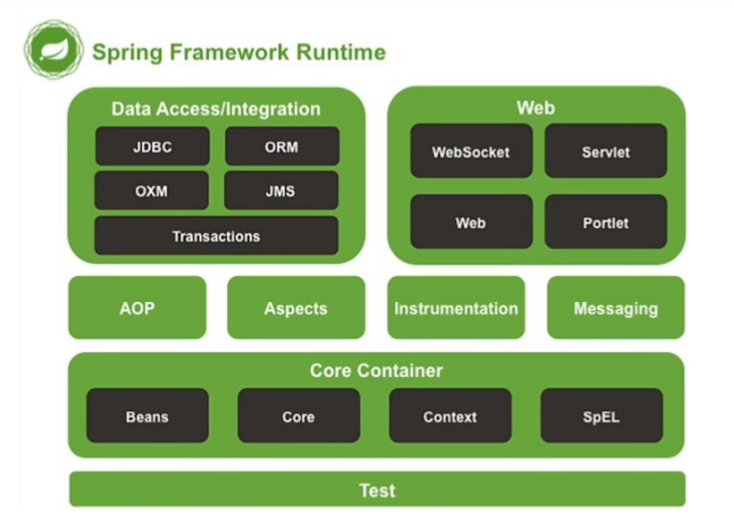 Spring Framework Runtime
Data Access/Integration
JDBC
ORM
OXM
JMS
Transactions
Web
WebSocket
Servlet
Web
Portlet
AOP
Aspects
Instrumentation
Messaging
Core Container
Beans
Core
Context
SpEL
Test